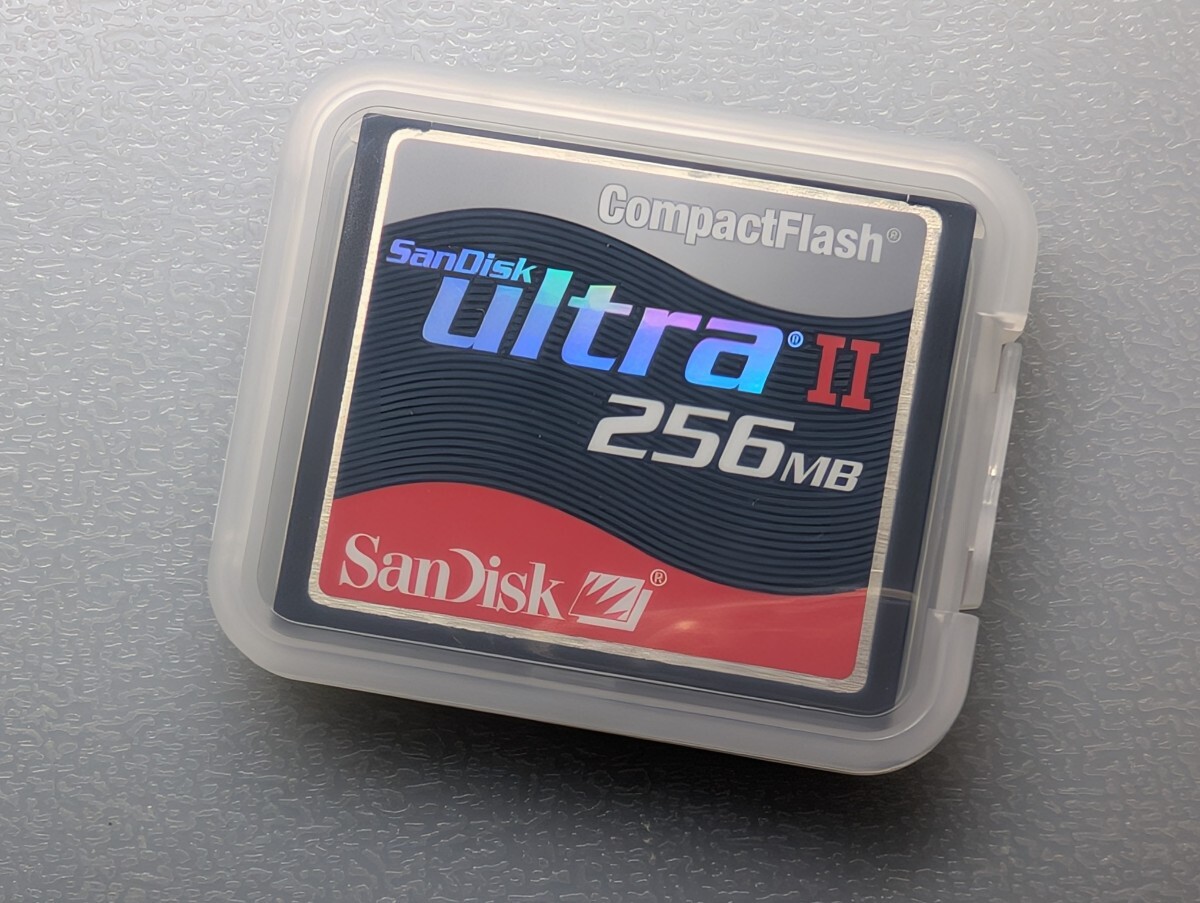 CompactFlash®
SanDisk
ultra® II
256MB
SanDisk®